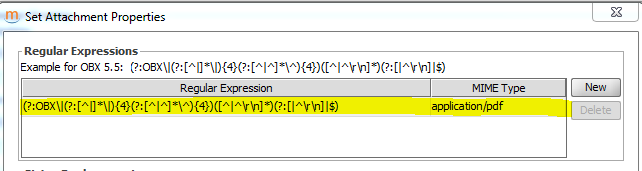 m Set Attachment Properties
Regular Expressions
Example for OBX 5.5: (?:OBX\|(?:[^|]*\|){4}(?:[^|^]*\^){4})([^|^\r\n]*)(?:[|^\r\n]|$)
Regular Expression MIME Type New
(?:OBX\|(?:[^|]*\|){4}(?:[^|^]*\^){4})([^|^\r\n]*)(?:[|^\r\n]|$) application/pdf Delete